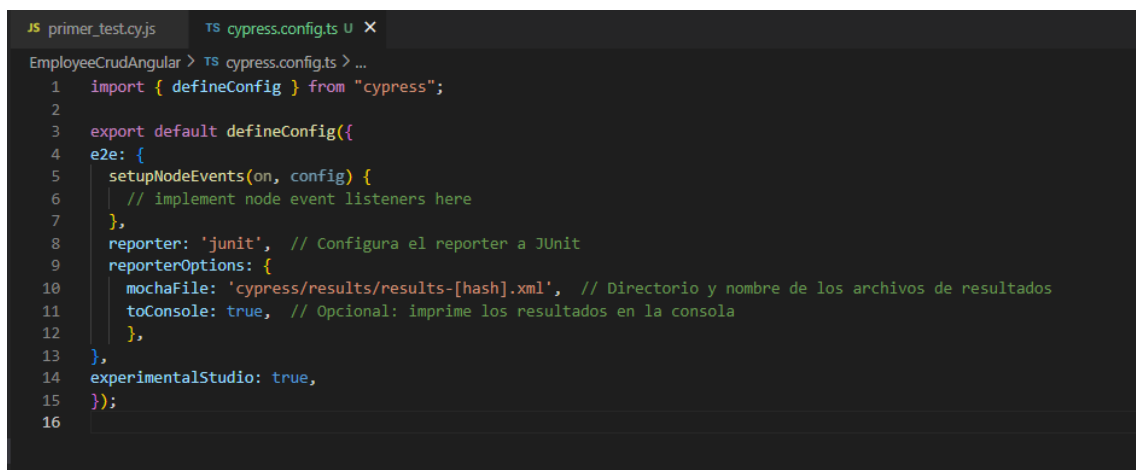 JS primer_test.cy.js TS cypress.config.ts U X
EmployeeCrudAngular > TS cypress.config.ts > ...
1 import { defineConfig } from "cypress";
2
3 export default defineConfig({
4 e2e: {
5 setupNodeEvents(on, config) {
6 // implement node event listeners here
7 },
8 reporter: 'junit', // Configura el reporter a JUnit
9 reporterOptions: {
10 mochaFile: 'cypress/results/results-[hash].xml', // Directorio y nombre de los archivos de resultados
11 toConsole: true, // Opcional: imprime los resultados en la consola
12 },
13 },
14 experimentalStudio: true,
15 });
16